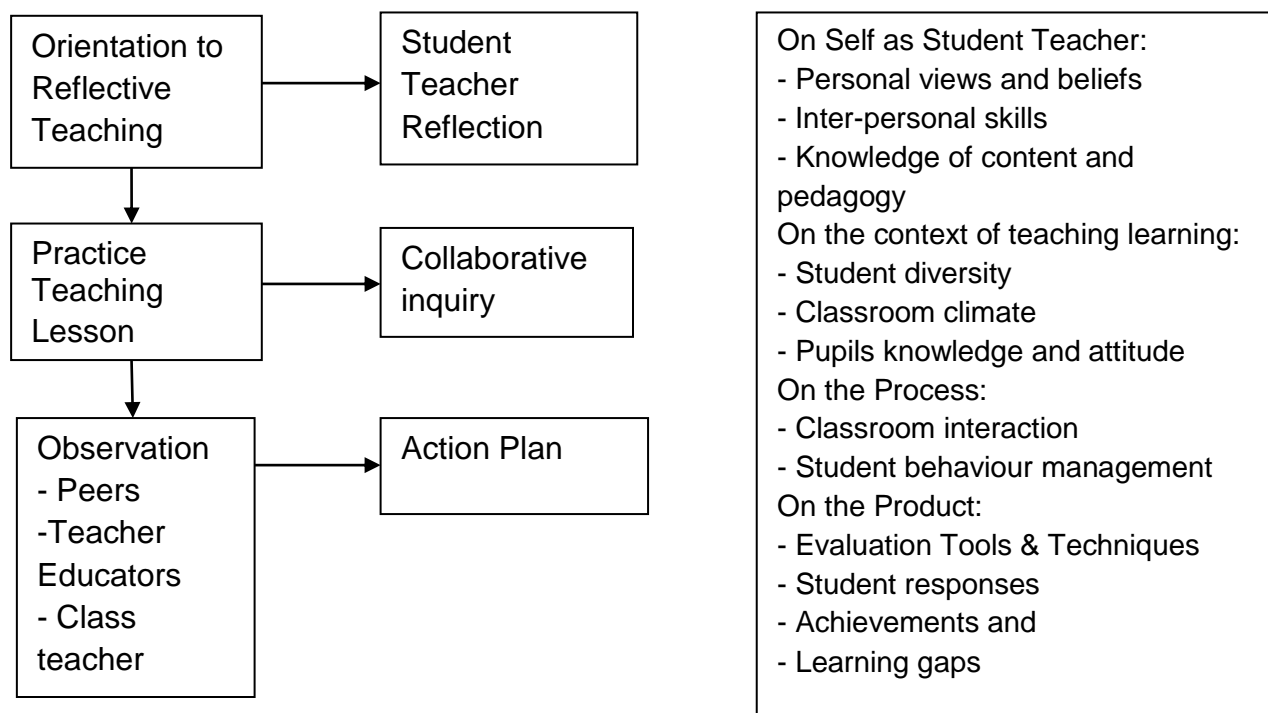 Orientation to
Reflective
Teaching
Student
Teacher
Reflection
Practice
Teaching
Lesson
Collaborative
inquiry
Observation
- Peers
-Teacher
Educators
- Class
teacher
Action Plan
On Self as Student Teacher:
- Personal views and beliefs
- Inter-personal skills
- Knowledge of content and
pedagogy
On the context of teaching learning:
- Student diversity
- Classroom climate
- Pupils knowledge and attitude
On the Process:
- Classroom interaction
- Student behaviour management
On the Product:
- Evaluation Tools & Techniques
- Student responses
- Achievements and
- Learning gaps